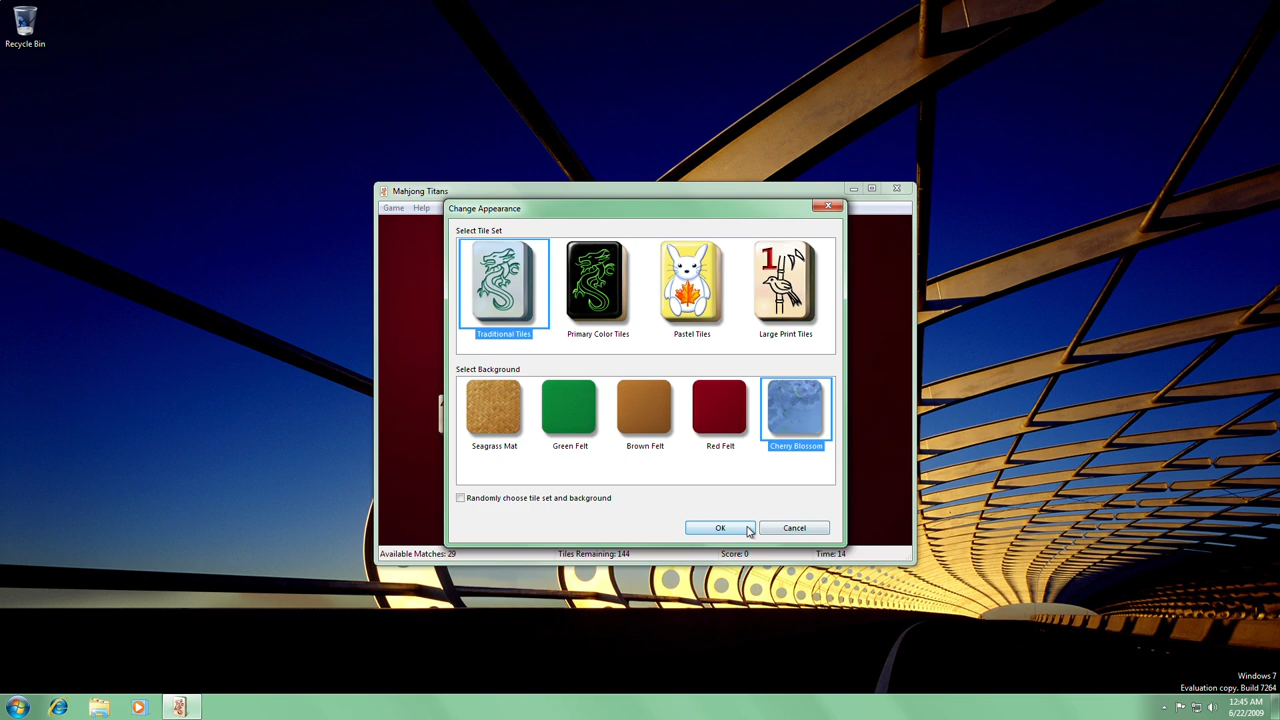 Recycle Bin
Mahjong Titans
Game Help
Change Appearance
Select Tile Set
1
Traditional Tiles
Primary Color Tiles
Pastel Tiles
Large Print Tiles
Select Background
Seagrass Mat
Green Felt
Brown Felt
Red Felt
Cherry Blossom
Randomly choose tile set and background
OK
Cancel
Available Matches: 29
Tiles Remaining: 144
Score: 0
Time: 14
Windows 7
Evaluation copy. Build 7264
12:45 AM
6/22/2009